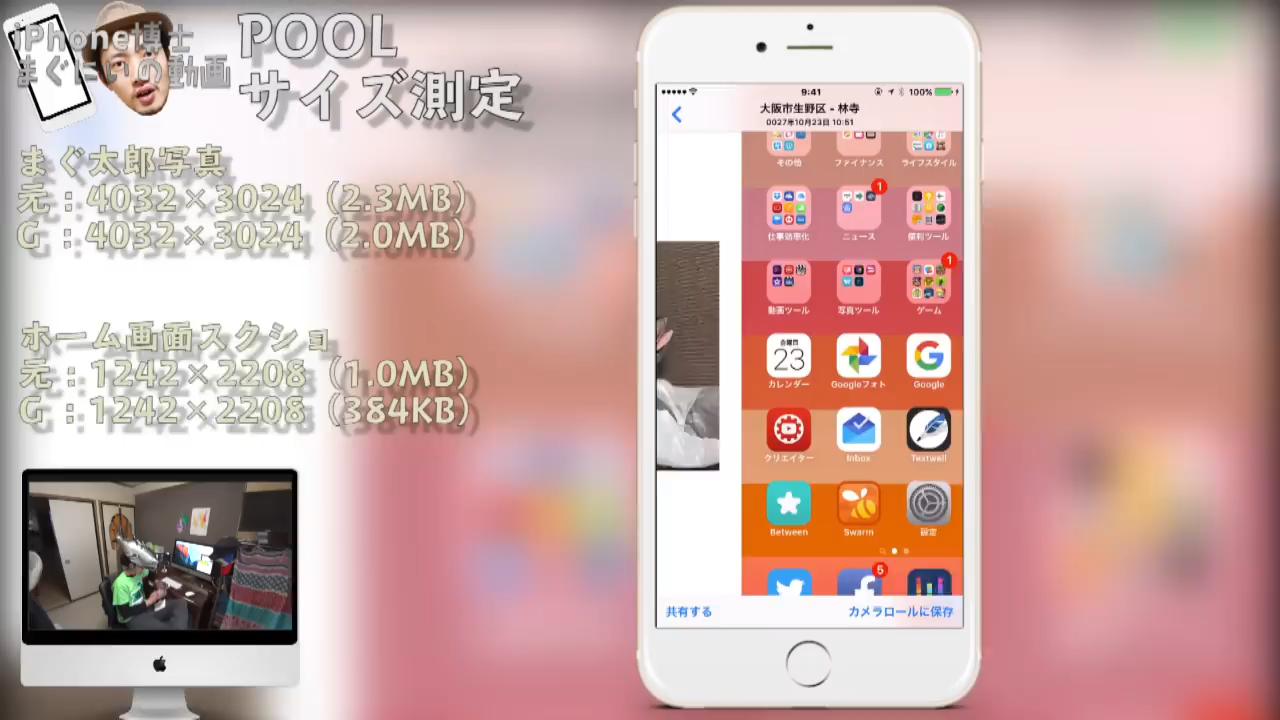 iPhone博士
まぐにぃの動画
POOL
サイズ測定
まぐ太郎写真
元：4032×3024（2.3MB）
G：4032×3024（2.0MB）
ホーム画面スクショ
元：1242×2208（1.0MB）
G：1242×2208（384KB）
9:41
100%
大阪市生野区 - 林寺
0027年10月23日 10:51
その他
ファイナンス
ライフスタイル
1
仕事効率化
ニュース
便利ツール
1
動画ツール
写真ツール
ゲーム
金曜日
23
カレンダー
Googleフォト
Google
クリエイター
Inbox
Textwell
Between
Swarm
設定
5
共有する
カメラロールに保存